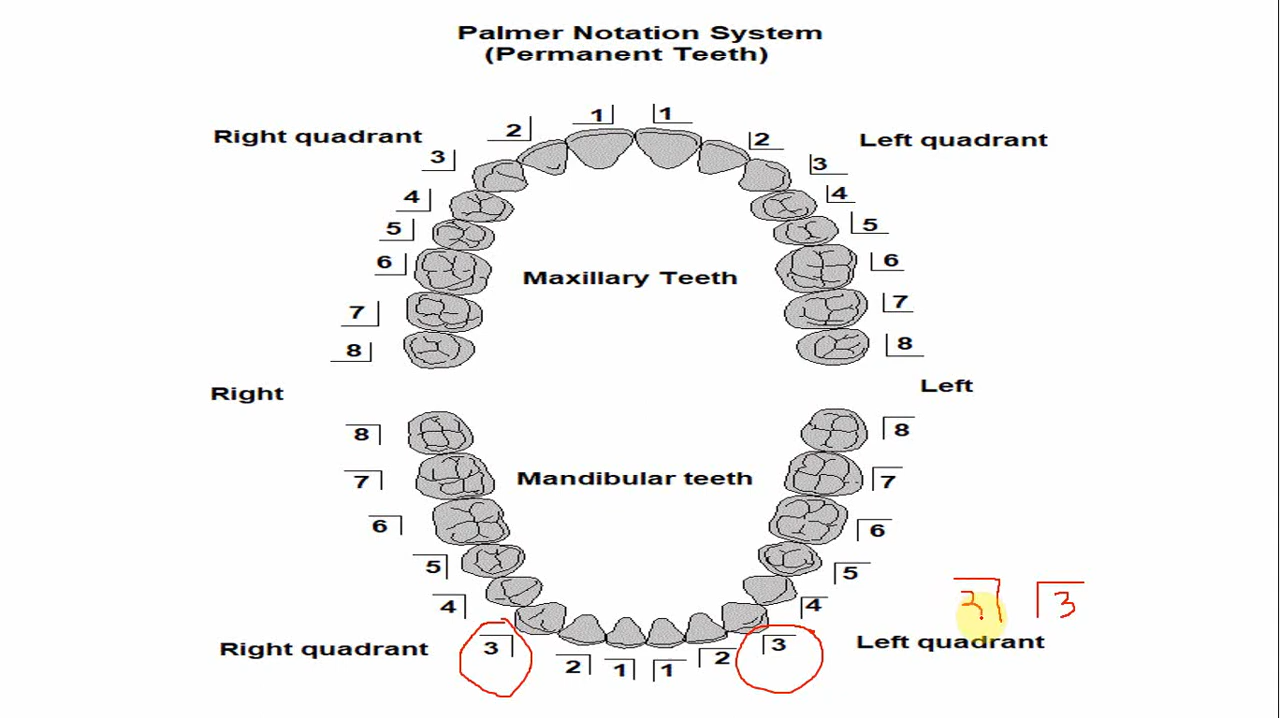 Palmer Notation System
(Permanent Teeth)
1 1
2 2
Right quadrant Left quadrant
3 3
4 4
5 5
6 6
Maxillary Teeth
7 7
8 8
Right Left
8 8
7 Mandibular teeth 7
6 6
5 5
4 4
3 3
Right quadrant 3 3 Left quadrant
2 1 1 2